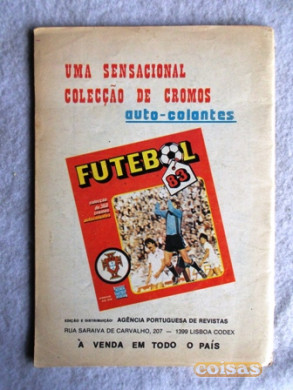 UMA SENSACIONAL
COLECÇÃO DE CROMOS
auto-colantes
FUTEBOL
83
EDIÇÃO E DISTRIBUIÇÃO: AGÊNCIA PORTUGUESA DE REVISTAS
RUA SARAIVA DE CARVALHO, 207 — 1399 LISBOA CODEX
À VENDA EM TODO O PAÍS
coisas